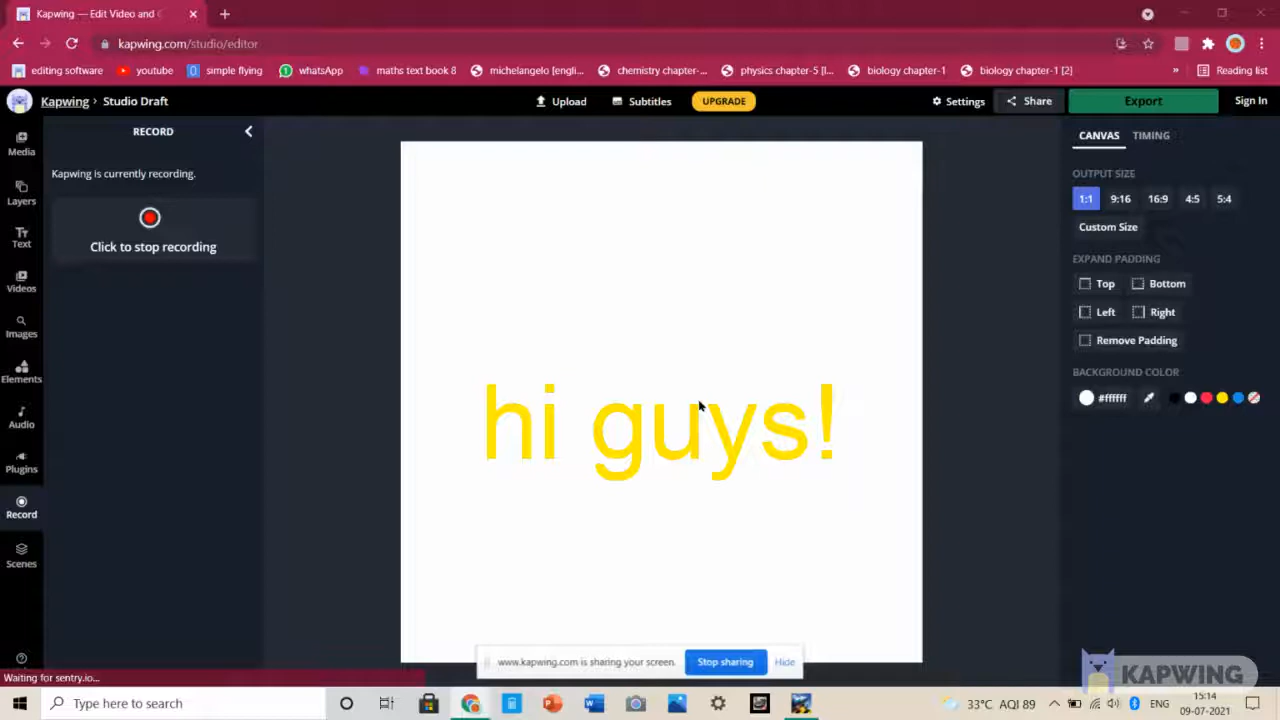 Kapwing — Edit Video and G
kapwing.com/studio/editor
editing software
youtube
simple flying
whatsApp
maths text book 8
michelangelo [engli...
chemistry chapter-...
physics chapter-5 [l...
biology chapter-1
biology chapter-1 [2]
»
Reading list
Kapwing > Studio Draft
Upload
Subtitles
UPGRADE
Settings
Share
Export
Sign In
Media
Layers
Text
Videos
Images
Elements
Audio
Plugins
Record
Scenes
RECORD
Kapwing is currently recording.
Click to stop recording
hi guys!
CANVAS
TIMING
OUTPUT SIZE
1:1 9:16 16:9 4:5 5:4
Custom Size
EXPAND PADDING
Top
Bottom
Left
Right
Remove Padding
BACKGROUND COLOR
#ffffff
www.kapwing.com is sharing your screen.
Stop sharing
Hide
KAPWING
Waiting for sentry.io...
Type here to search
33°C AQI 89
ENG
15:14
09-07-2021